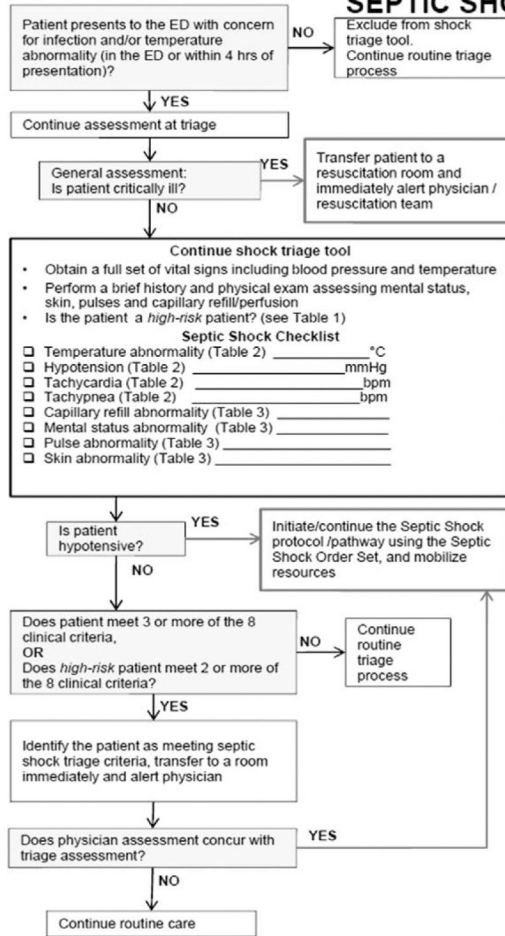 SEPTIC SHO
Patient presents to the ED with concern
for infection and/or temperature
abnormality (in the ED or within 4 hrs of
presentation)?
NO
Exclude from shock
triage tool.
Continue routine triage
process
YES
Continue assessment at triage
General assessment:
Is patient critically ill?
YES
Transfer patient to a
resuscitation room and
immediately alert physician /
resuscitation team
NO
Continue shock triage tool
• Obtain a full set of vital signs including blood pressure and temperature
• Perform a brief history and physical exam assessing mental status,
skin, pulses and capillary refill/perfusion
• Is the patient a high-risk patient? (see Table 1)
Septic Shock Checklist
❑ Temperature abnormality (Table 2) _________°C
❑ Hypotension (Table 2) ____________________mmHg
❑ Tachycardia (Table 2) ______________________bpm
❑ Tachypnea (Table 2) ______________________bpm
❑ Capillary refill abnormality (Table 3) ______________
❑ Mental status abnormality (Table 3) ______________
❑ Pulse abnormality (Table 3) _____________________
❑ Skin abnormality (Table 3) ______________________
Is patient
hypotensive?
YES
Initiate/continue the Septic Shock
protocol /pathway using the Septic
Shock Order Set, and mobilize
resources
NO
Does patient meet 3 or more of the 8
clinical criteria,
OR
Does high-risk patient meet 2 or more of
the 8 clinical criteria?
NO
Continue
routine
triage
process
YES
Identify the patient as meeting septic
shock triage criteria, transfer to a room
immediately and alert physician
Does physician assessment concur with
triage assessment?
YES
NO
Continue routine care